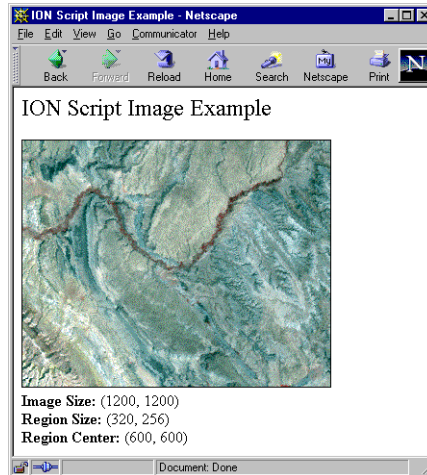 ION Script Image Example - Netscape
File Edit View Go Communicator Help
Back Forward Reload Home Search Netscape Print
My
N
ION Script Image Example
Image Size: (1200, 1200)
Region Size: (320, 256)
Region Center: (600, 600)
Document: Done